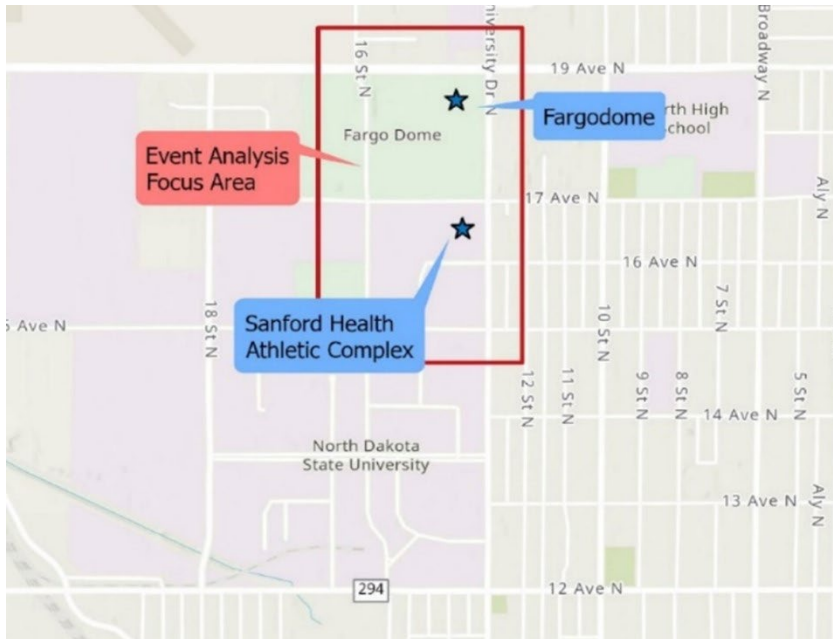 16 St N
niversity Dr N
Broadway N
19 Ave N
Fargodome
rth High
chool
Fargo Dome
Event Analysis
Focus Area
Aly N
17 Ave N
16 Ave N
18 St N
Sanford Health
Athletic Complex
5 Ave N
10 St N
7 St N
12 St N
11 St N
9 St N
8 St N
5 St N
14 Ave N
North Dakota
State University
13 Ave N
Aly N
294
12 Ave N